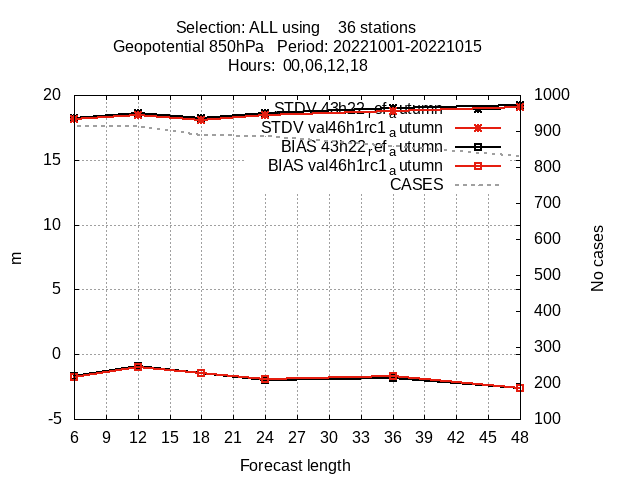 Selection: ALL using    36 stations
Geopotential 850hPa   Period: 20221001-20221015
Hours:  00,06,12,18
20
15
10
5
0
-5
m
STDV 43h22_ref_autumn
STDV val46h1rc1_autumn
BIAS 43h22_ref_autumn
BIAS val46h1rc1_autumn
CASES
1000
900
800
700
600
500
400
300
200
100
No cases
6 9 12 15 18 21 24 27 30 33 36 39 42 45 48
Forecast length